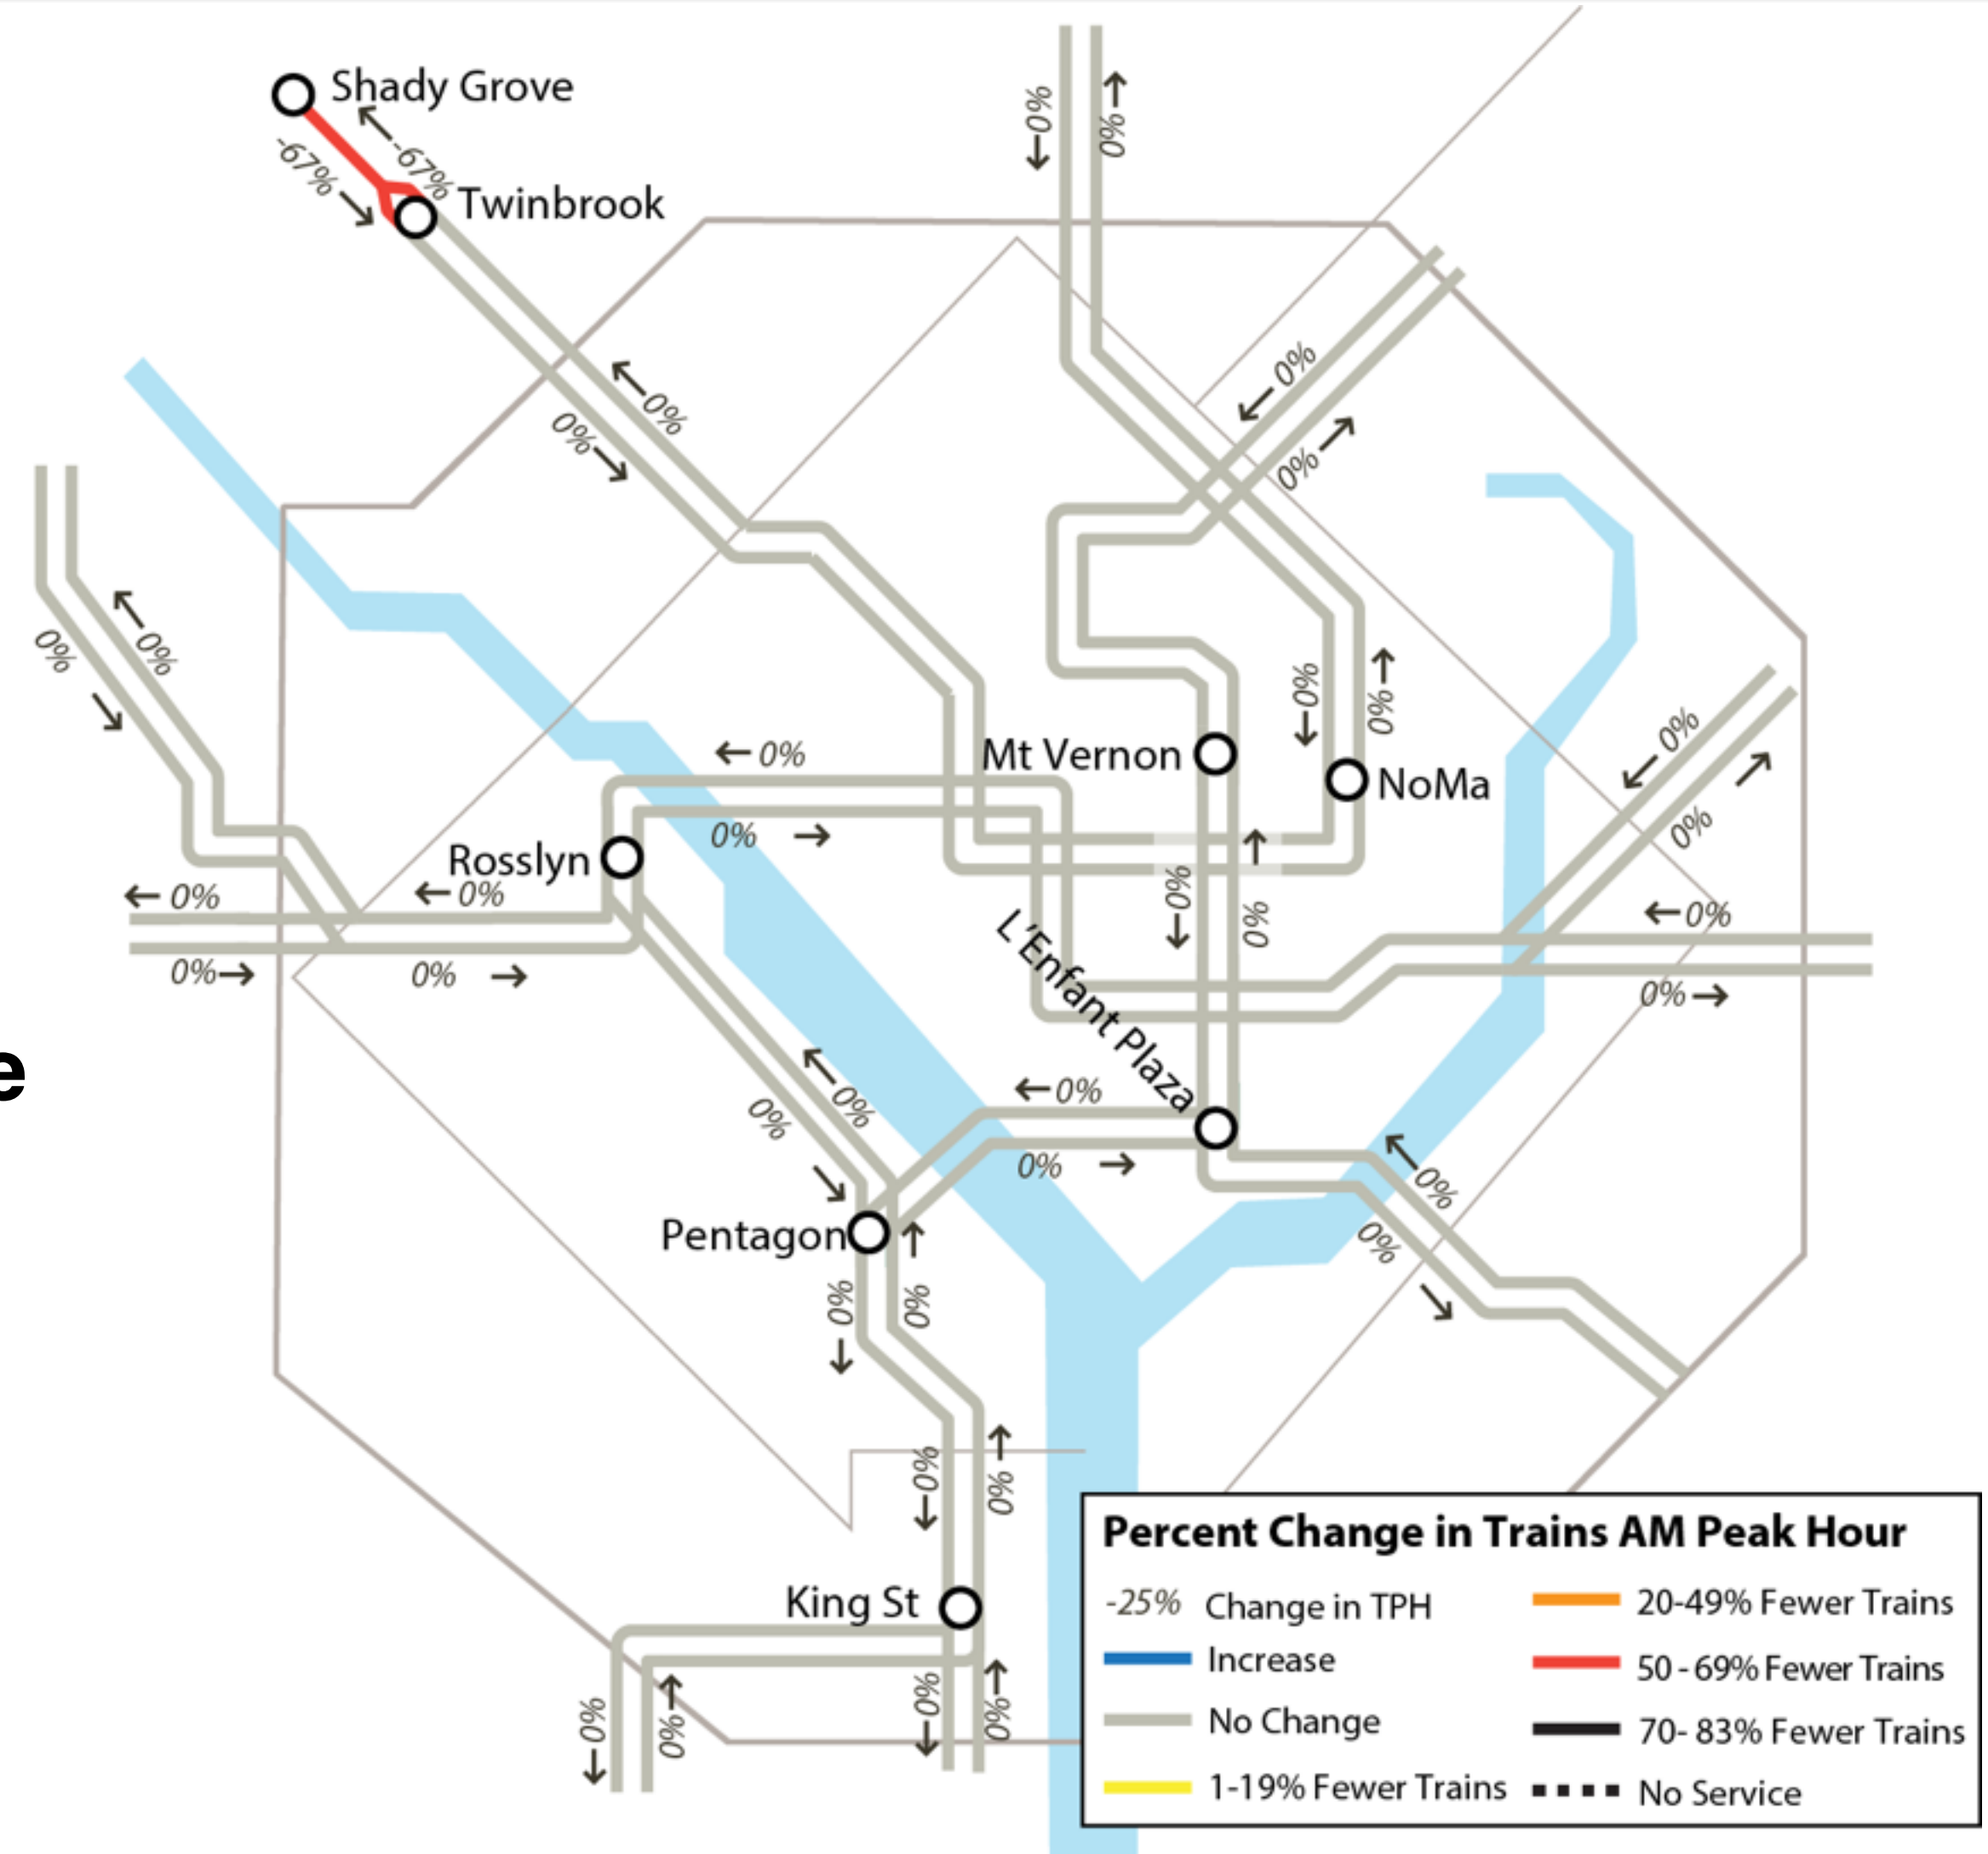 Shady Grove
-67%
-67%
Twinbrook
0%
0%
0%
0%
0%
0%
0%
0%
0%
0%
0%
0%
Mt Vernon
NoMa
0%
0%
0%
0%
Rosslyn
0%
0%
0%
0%
0%
0%
0%
0%
0%
L'Enfant Plaza
e
0%
0%
0%
0%
0%
0%
Pentagon
0%
0%
0%
0%
King St
0%
0%
0%
0%
Percent Change in Trains AM Peak Hour
-25% Change in TPH
Increase
No Change
1-19% Fewer Trains
20-49% Fewer Trains
50 - 69% Fewer Trains
70- 83% Fewer Trains
No Service